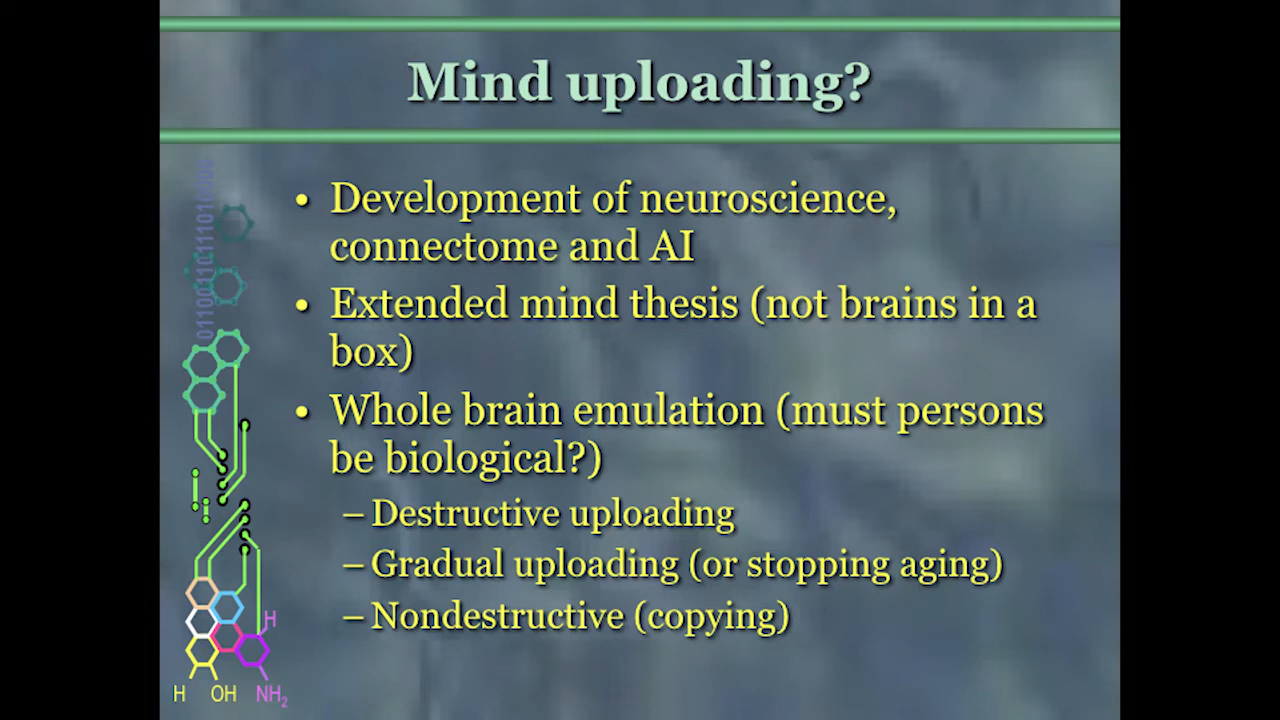 Mind uploading?
• Development of neuroscience,
connectome and AI
• Extended mind thesis (not brains in a
box)
• Whole brain emulation (must persons
be biological?)
– Destructive uploading
– Gradual uploading (or stopping aging)
– Nondestructive (copying)
H
H
OH
NH₂